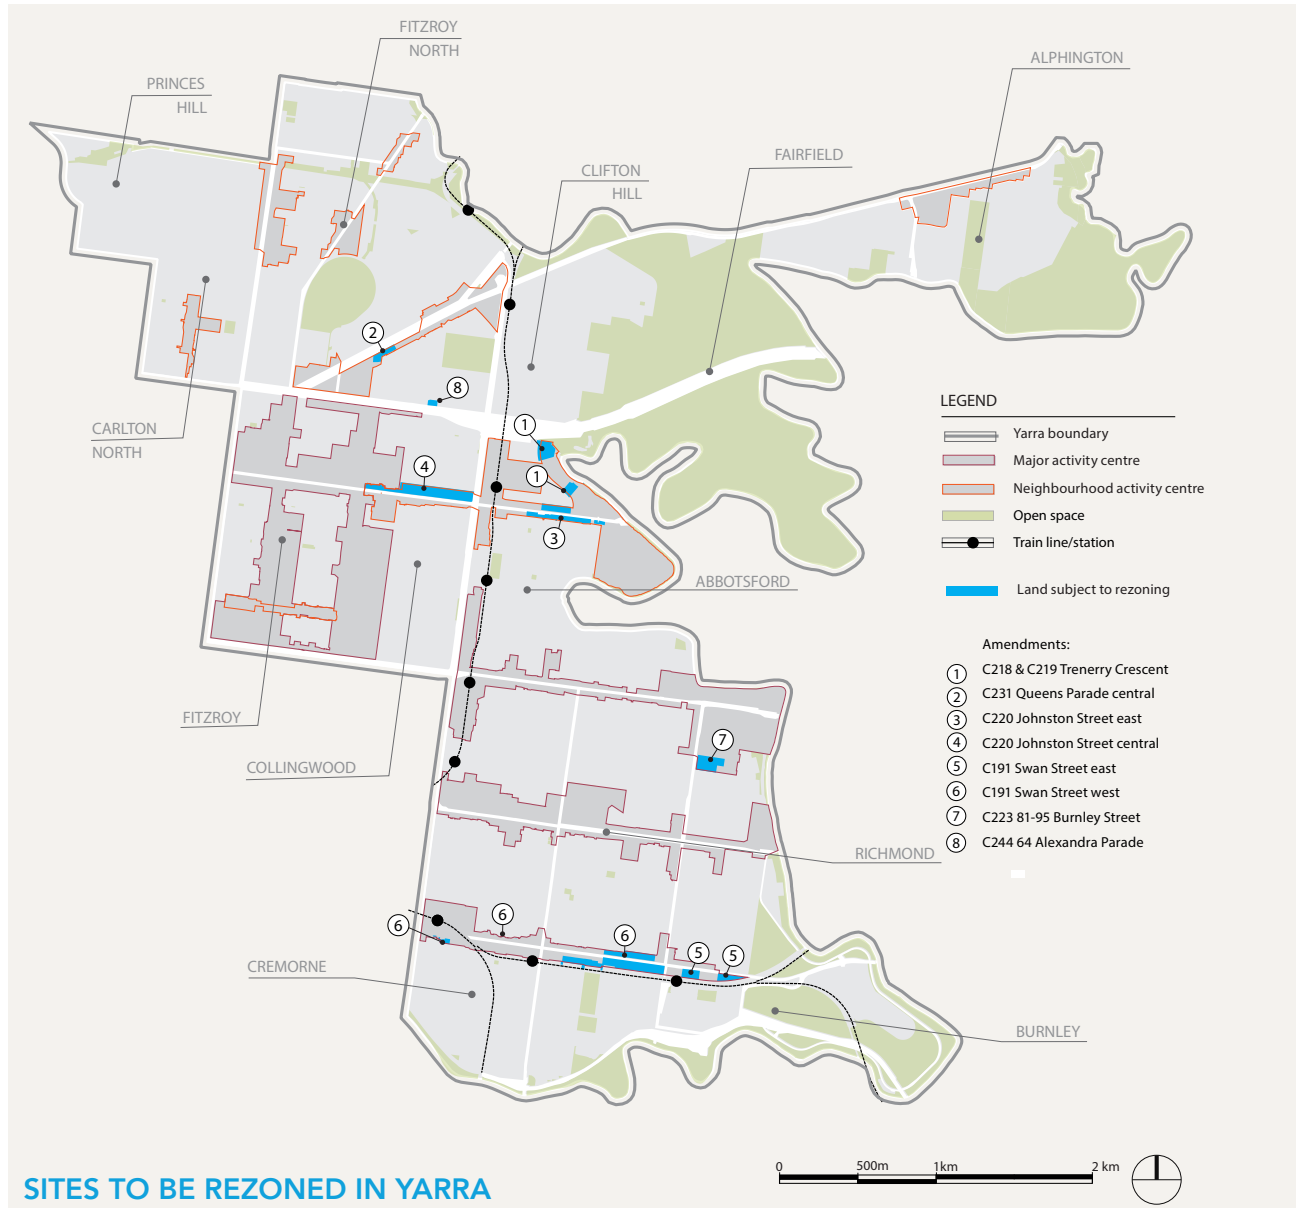 FITZROY
NORTH
PRINCES
HILL
ALPHINGTON
CLIFTON
HILL
FAIRFIELD
2
8
CARLTON
NORTH
1
4
1
3
ABBOTSFORD
FITZROY
COLLINGWOOD
7
RICHMOND
6
6
6
5
5
CREMORNE
BURNLEY
LEGEND
Yarra boundary
Major activity centre
Neighbourhood activity centre
Open space
Train line/station
Land subject to rezoning
Amendments:
1 C218 & C219 Trenerry Crescent
2 C231 Queens Parade central
3 C220 Johnston Street east
4 C220 Johnston Street central
5 C191 Swan Street east
6 C191 Swan Street west
7 C223 81-95 Burnley Street
8 C244 64 Alexandra Parade
0 500m 1km 2 km
SITES TO BE REZONED IN YARRA